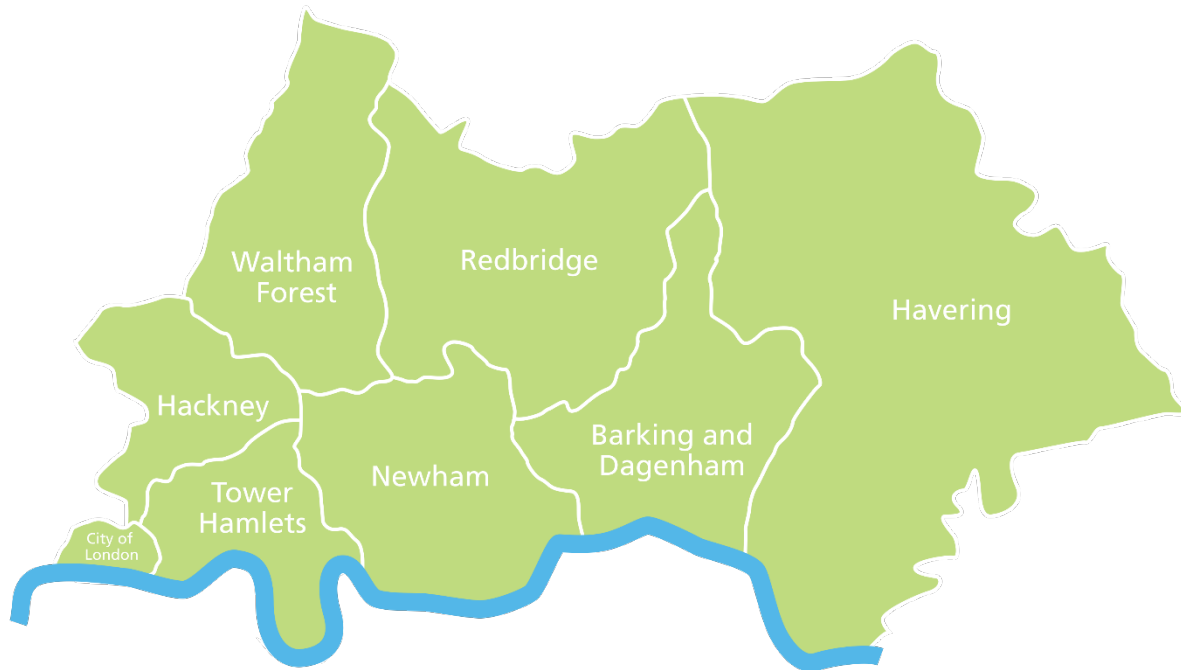 Waltham
Forest
Redbridge
Havering
Hackney
Barking and
Dagenham
Newham
Tower
Hamlets
City of
London